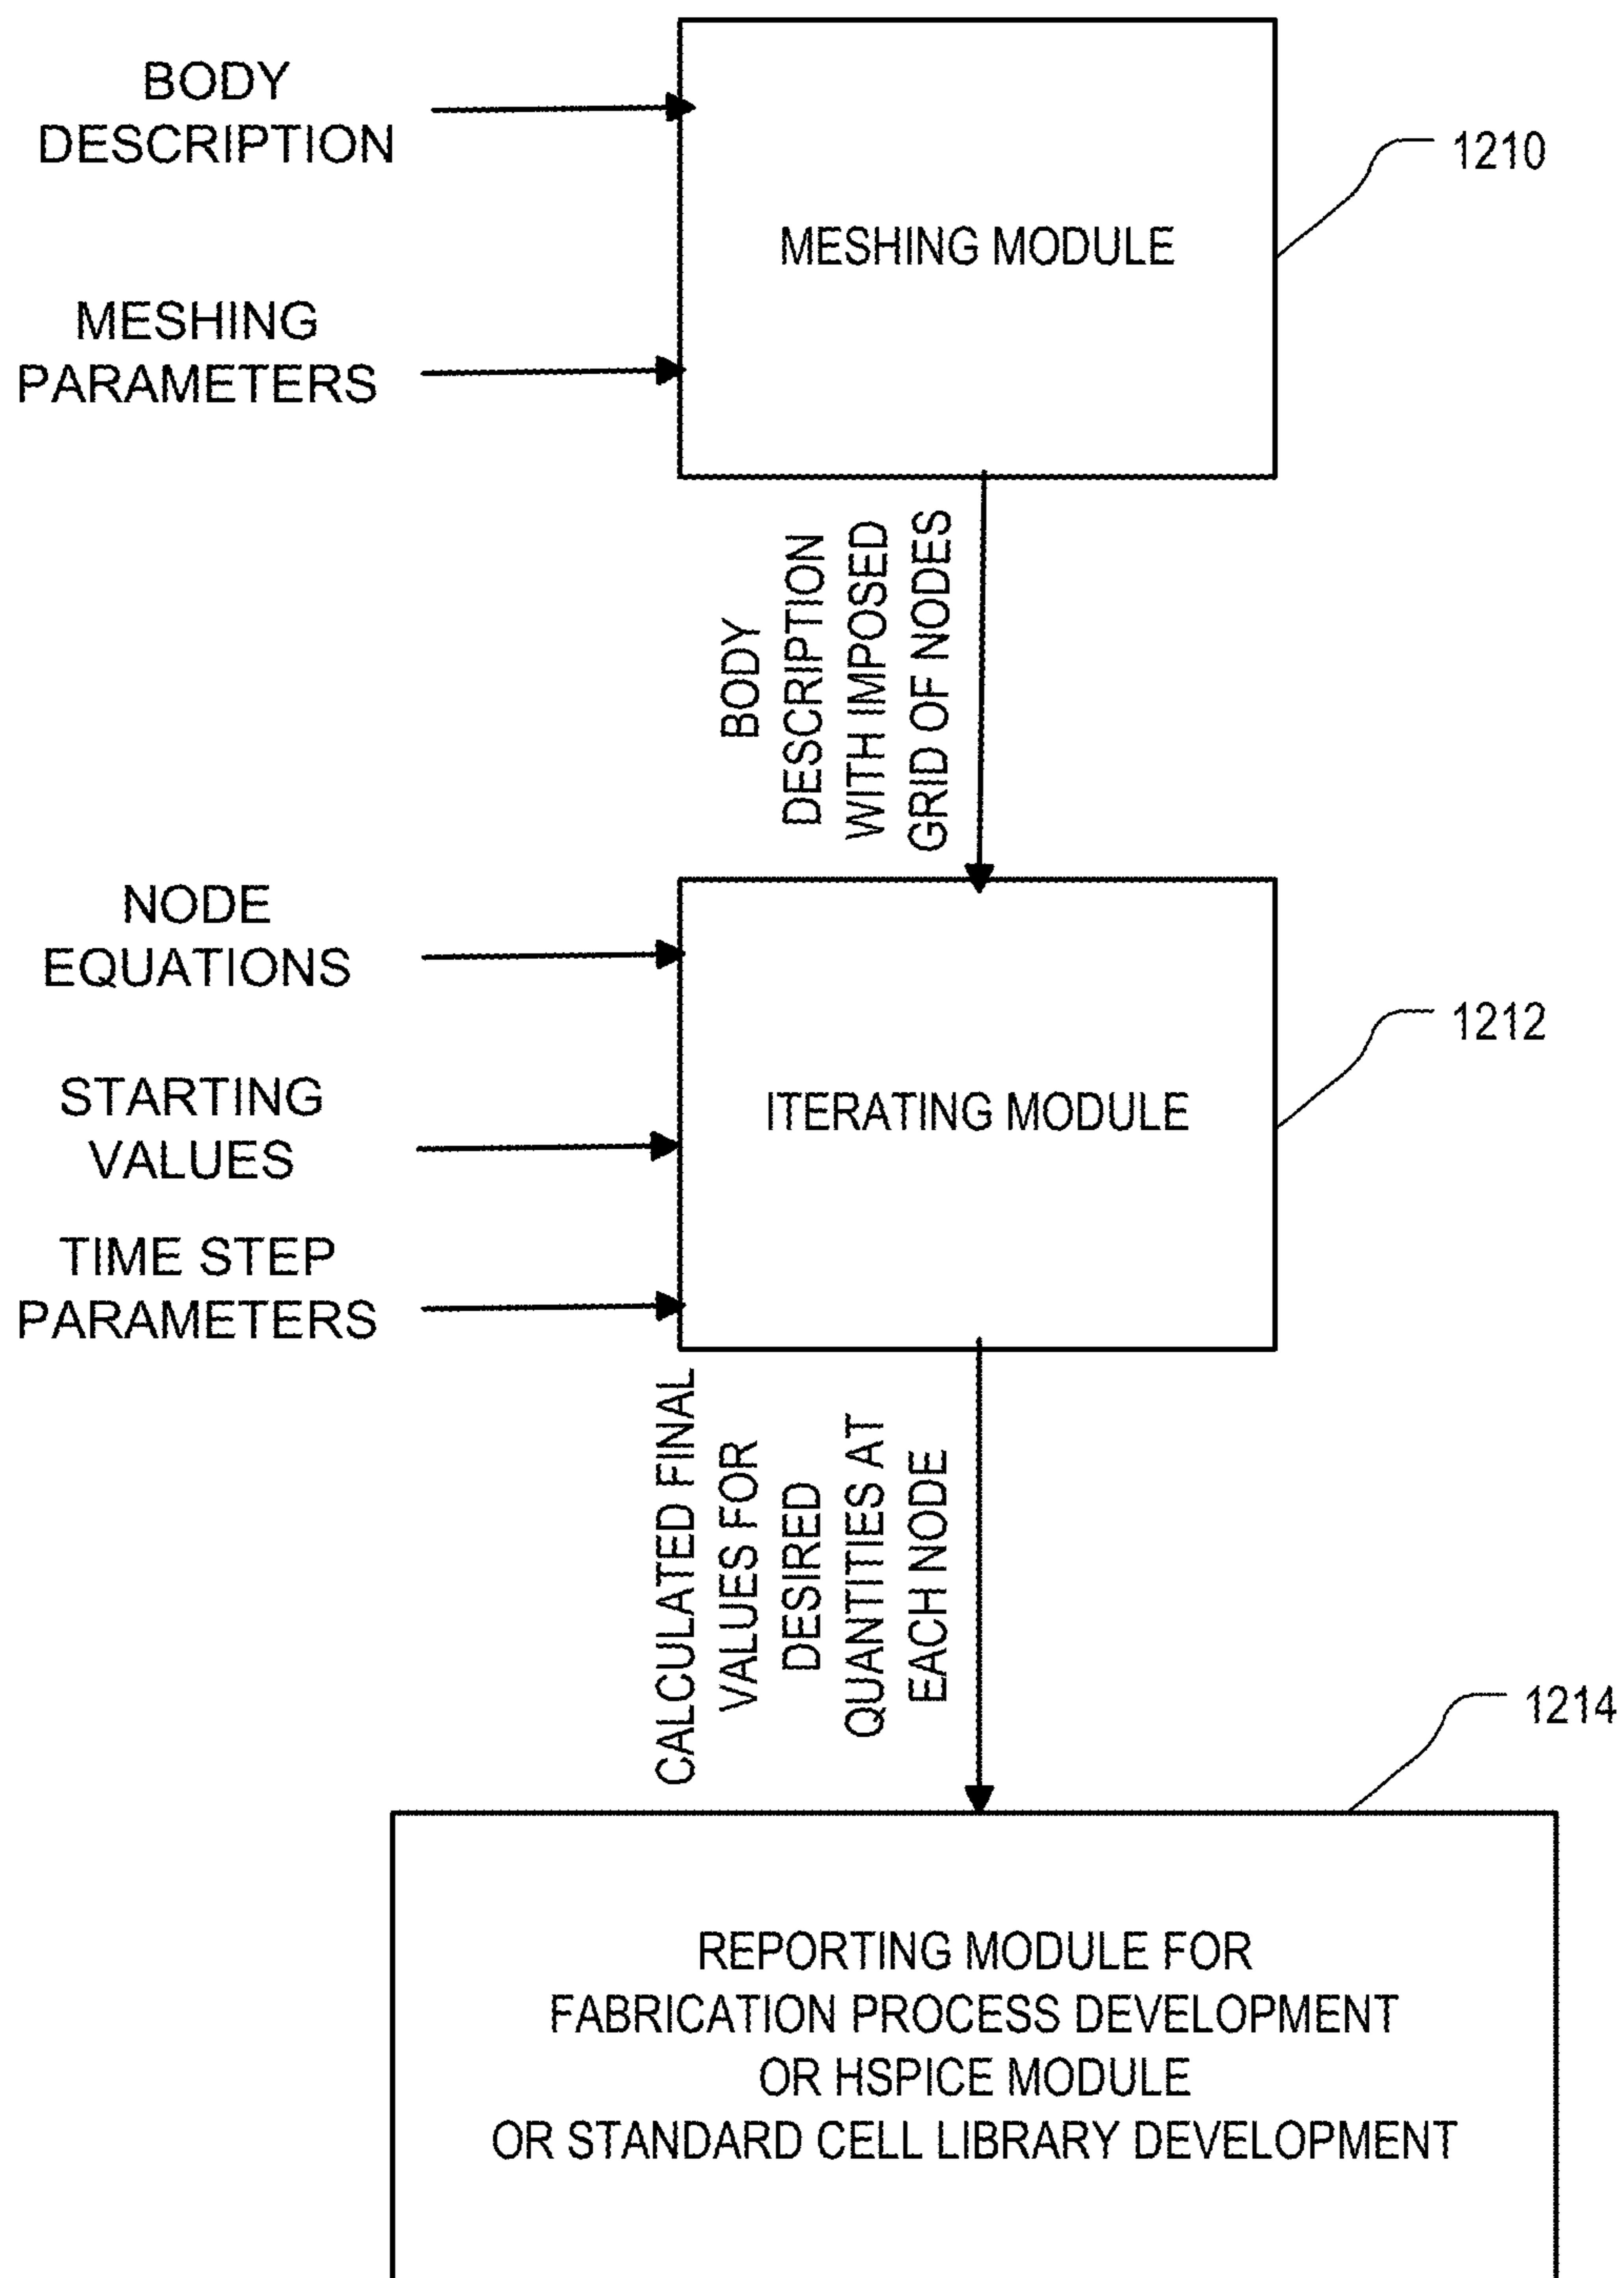 BODY
DESCRIPTION
1210
MESHING MODULE
MESHING
PARAMETERS
BODY
DESCRIPTION
WITH IMPOSED
GRID OF NODES
NODE
EQUATIONS
1212
STARTING
VALUES
ITERATING MODULE
TIME STEP
PARAMETERS
CALCULATED FINAL
VALUES FOR
DESIRED
QUANTITIES AT
EACH NODE
1214
REPORTING MODULE FOR
FABRICATION PROCESS DEVELOPMENT
OR HSPICE MODULE
OR STANDARD CELL LIBRARY DEVELOPMENT